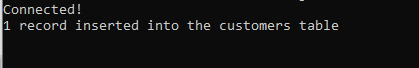 Connected!
1 record inserted into the customers table